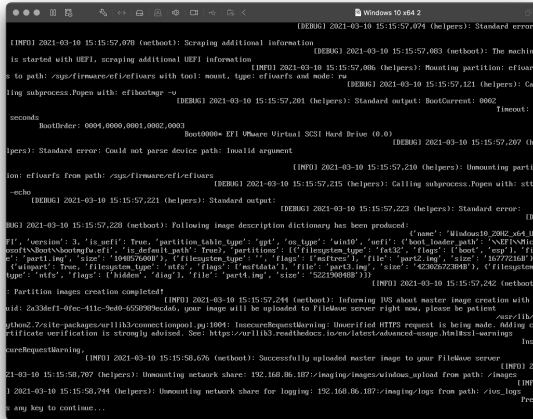 Windows 10 x64 2
[DEBUG] 2021-03-10 15:15:57,074 (helpers): Standard error
[INFO] 2021-03-10 15:15:57,078 (netboot): Scraping additional information
[DEBUG] 2021-03-10 15:15:57,083 (netboot): The machin
is started with UEFI, scraping additional UEFI information
[INFO] 2021-03-10 15:15:57,086 (helpers): Mounting partition: efivar
s to path: /sys/firmware/efi/efivars with tool: mount, type: efivarfs and mode: rw
[DEBUG] 2021-03-10 15:15:57,121 (helpers): Ca
lling subprocess.Popen with: efibootmgr -v
[DEBUG] 2021-03-10 15:15:57,201 (helpers): Standard output: BootCurrent: 0002
Timeout:
seconds
BootOrder: 0004,0000,0001,0002,0003
Boot0000* EFI VMware Virtual SCSI Hard Drive (0.0)
[DEBUG] 2021-03-10 15:15:57,207 (h
lpers): Standard error: Could not parse device path: Invalid argument
[INFO] 2021-03-10 15:15:57,210 (helpers): Unmounting parti
ion: efivarfs from path: /sys/firmware/efi/efivars
[DEBUG] 2021-03-10 15:15:57,215 (helpers): Calling subprocess.Popen with: stt
-echo
[DEBUG] 2021-03-10 15:15:57,221 (helpers): Standard output:
[DEBUG] 2021-03-10 15:15:57,223 (helpers): Standard error:
[D
BUG] 2021-03-10 15:15:57,228 (netboot): Following image description dictionary has been produced:
{'name': 'Windows10_20H2_x64_U
FI', 'version': 3, 'is_uefi': True, 'partition_table_type': 'gpt', 'os_type': 'win10', 'uefi': {'boot_loader_path': '\\EFI\\Mic
osoft\\Boot\\bootmgfw.efi', 'is_default_path': True}, 'partitions': [{'filesystem_type': 'fat32', 'flags': ['boot', 'esp'], 'fi
e': 'part1.img', 'size': '104857600B'}, {'filesystem_type': '', 'flags': ['msftres'], 'file': 'part2.img', 'size': '16777216B'}
{'winpart': True, 'filesystem_type': 'ntfs', 'flags': ['msftdata'], 'file': 'part3.img', 'size': '42302672384B'}, {'filesystem
type': 'ntfs', 'flags': ['hidden', 'diag'], 'file': 'part4.img', 'size': '522190848B'}]}
[INFO] 2021-03-10 15:15:57,242 (netboot
: Partition images creation completed!
[INFO] 2021-03-10 15:15:57,244 (netboot): Informing IVS about master image creation with
uid: 2a33def1-0fec-411c-9ed0-6558989ecda6, your image will be uploaded to FileWave server right now, please be patient
/usr/lib/
ython2.7/site-packages/urllib3/connectionpool.py:1004: InsecureRequestWarning: Unverified HTTPS request is being made. Adding c
rtificate verification is strongly advised. See: https://urllib3.readthedocs.io/en/latest/advanced-usage.html#ssl-warnings
Ins
cureRequestWarning,
[INFO] 2021-03-10 15:15:58,676 (netboot): Successfully uploaded master image to your FileWave server
[INFO] 2
15:58,707 (helpers): Unmounting network share: 192.168.86.187:/imaging/images/windows_upload from path: /images
[INF
] 2021-03-10 15:15:58,744 (helpers): Unmounting network share for logging: 192.168.86.187:/imaging/logs from path: /ivs_logs
Pre
s any key to continue...